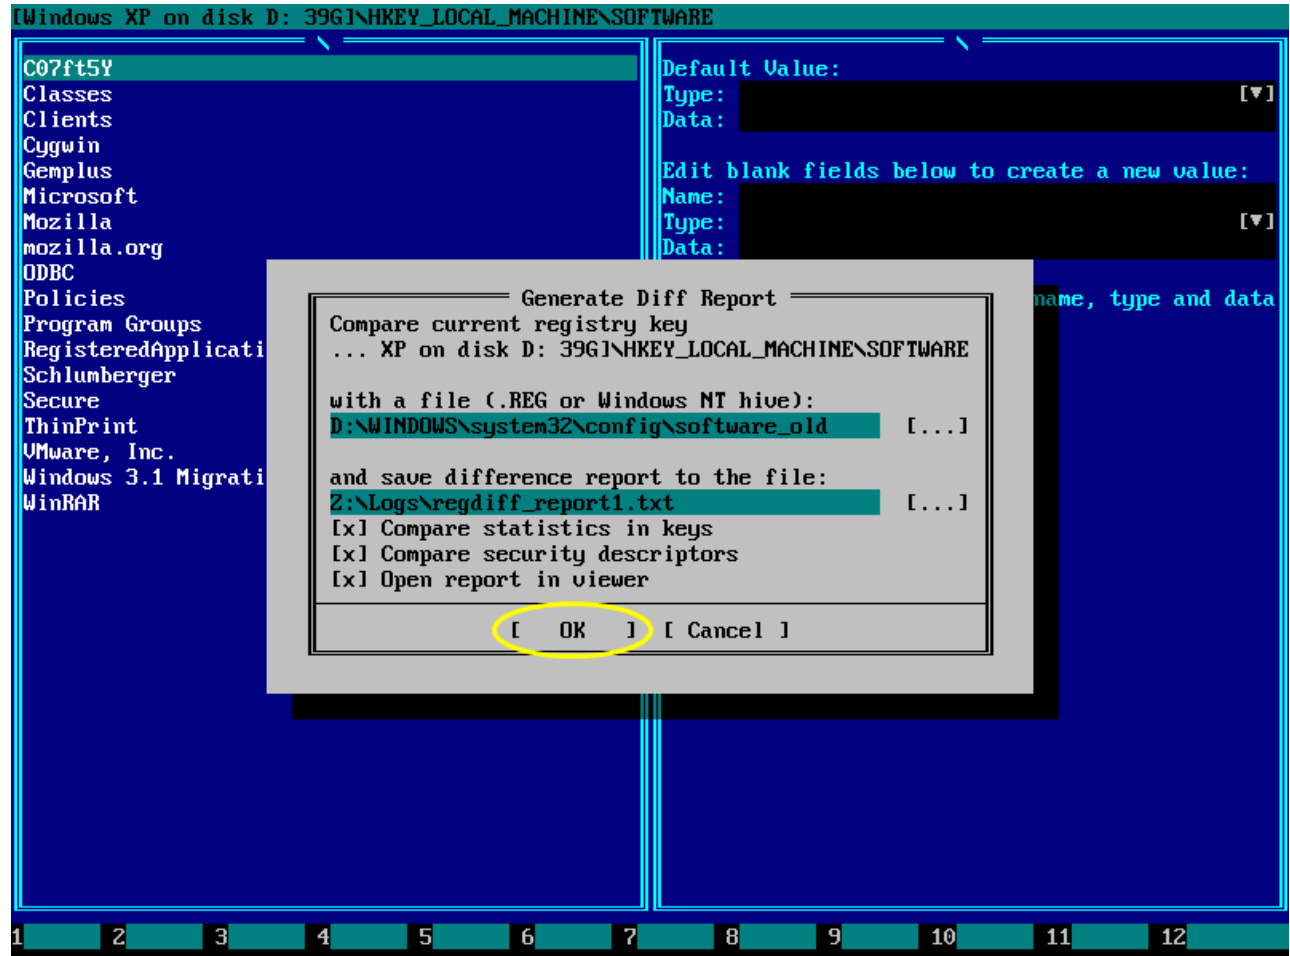 [Windows XP on disk D: 39G]\HKEY_LOCAL_MACHINE\SOFTWARE
C07ft5Y
Classes
Clients
Cygwin
Gemplus
Microsoft
Mozilla
mozilla.org
ODBC
Policies
Program Groups
RegisteredApplicati
Schlumberger
Secure
ThinPrint
VMware, Inc.
Windows 3.1 Migrati
WinRAR
Default Value:
Type: [▼]
Data:
Edit blank fields below to create a new value:
Name:
Type: [▼]
Data:
name, type and data
Generate Diff Report
Compare current registry key
... XP on disk D: 39G]\HKEY_LOCAL_MACHINE\SOFTWARE
with a file (.REG or Windows NT hive):
D:\WINDOWS\system32\config\software_old [...]
and save difference report to the file:
Z:\Logs\regdiff_report1.txt [...]
[x] Compare statistics in keys
[x] Compare security descriptors
[x] Open report in viewer
[ OK ] [ Cancel ]
1 2 3 4 5 6 7 8 9 10 11 12